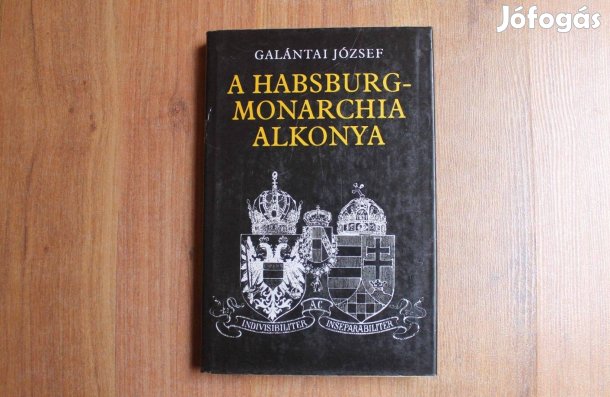 Jófogás
GALÁNTAI JÓZSEF
A HABSBURG-
MONARCHIA
ALKONYA
INDIVISIBILITER AC INSEPARABILITER